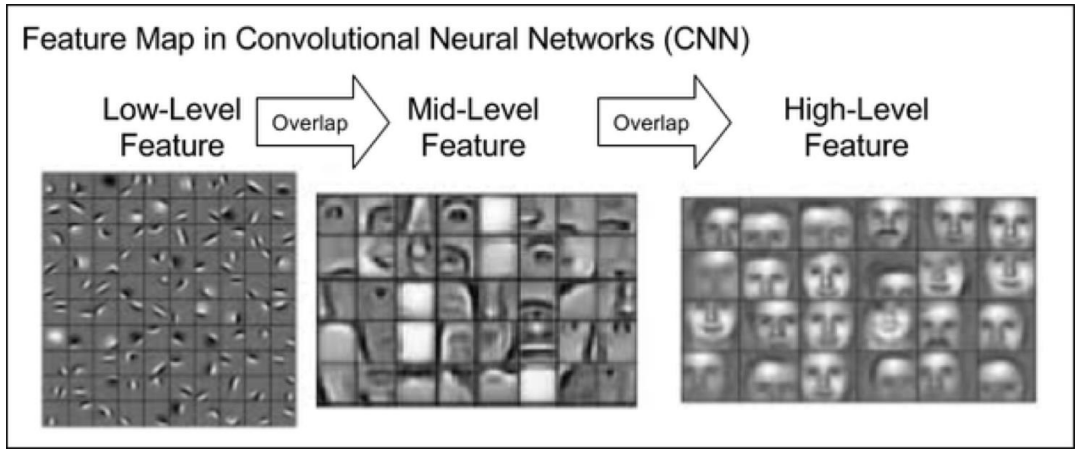 Feature Map in Convolutional Neural Networks (CNN)
Low-Level
Feature
Overlap
Mid-Level
Feature
Overlap
High-Level
Feature